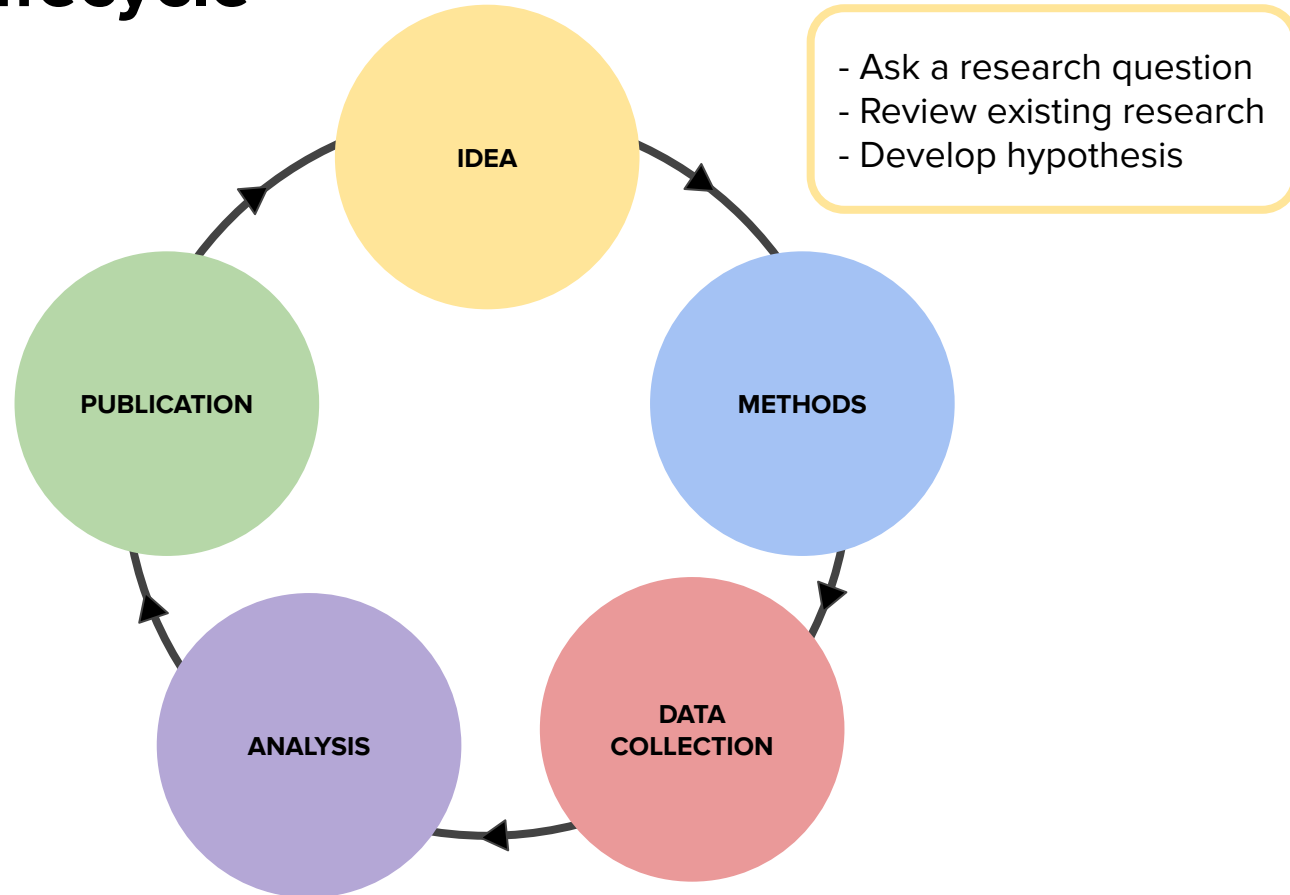 IDEA
- Ask a research question
- Review existing research
- Develop hypothesis
PUBLICATION
METHODS
DATA
COLLECTION
ANALYSIS